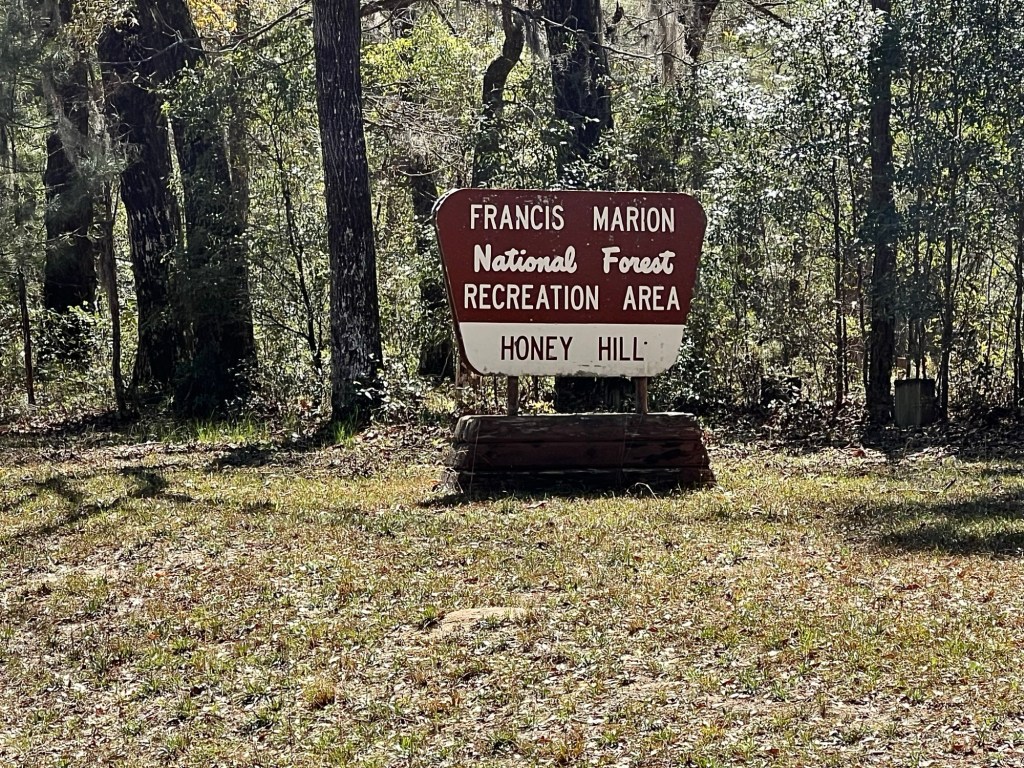 FRANCIS MARION
National Forest
RECREATION AREA
HONEY HILL